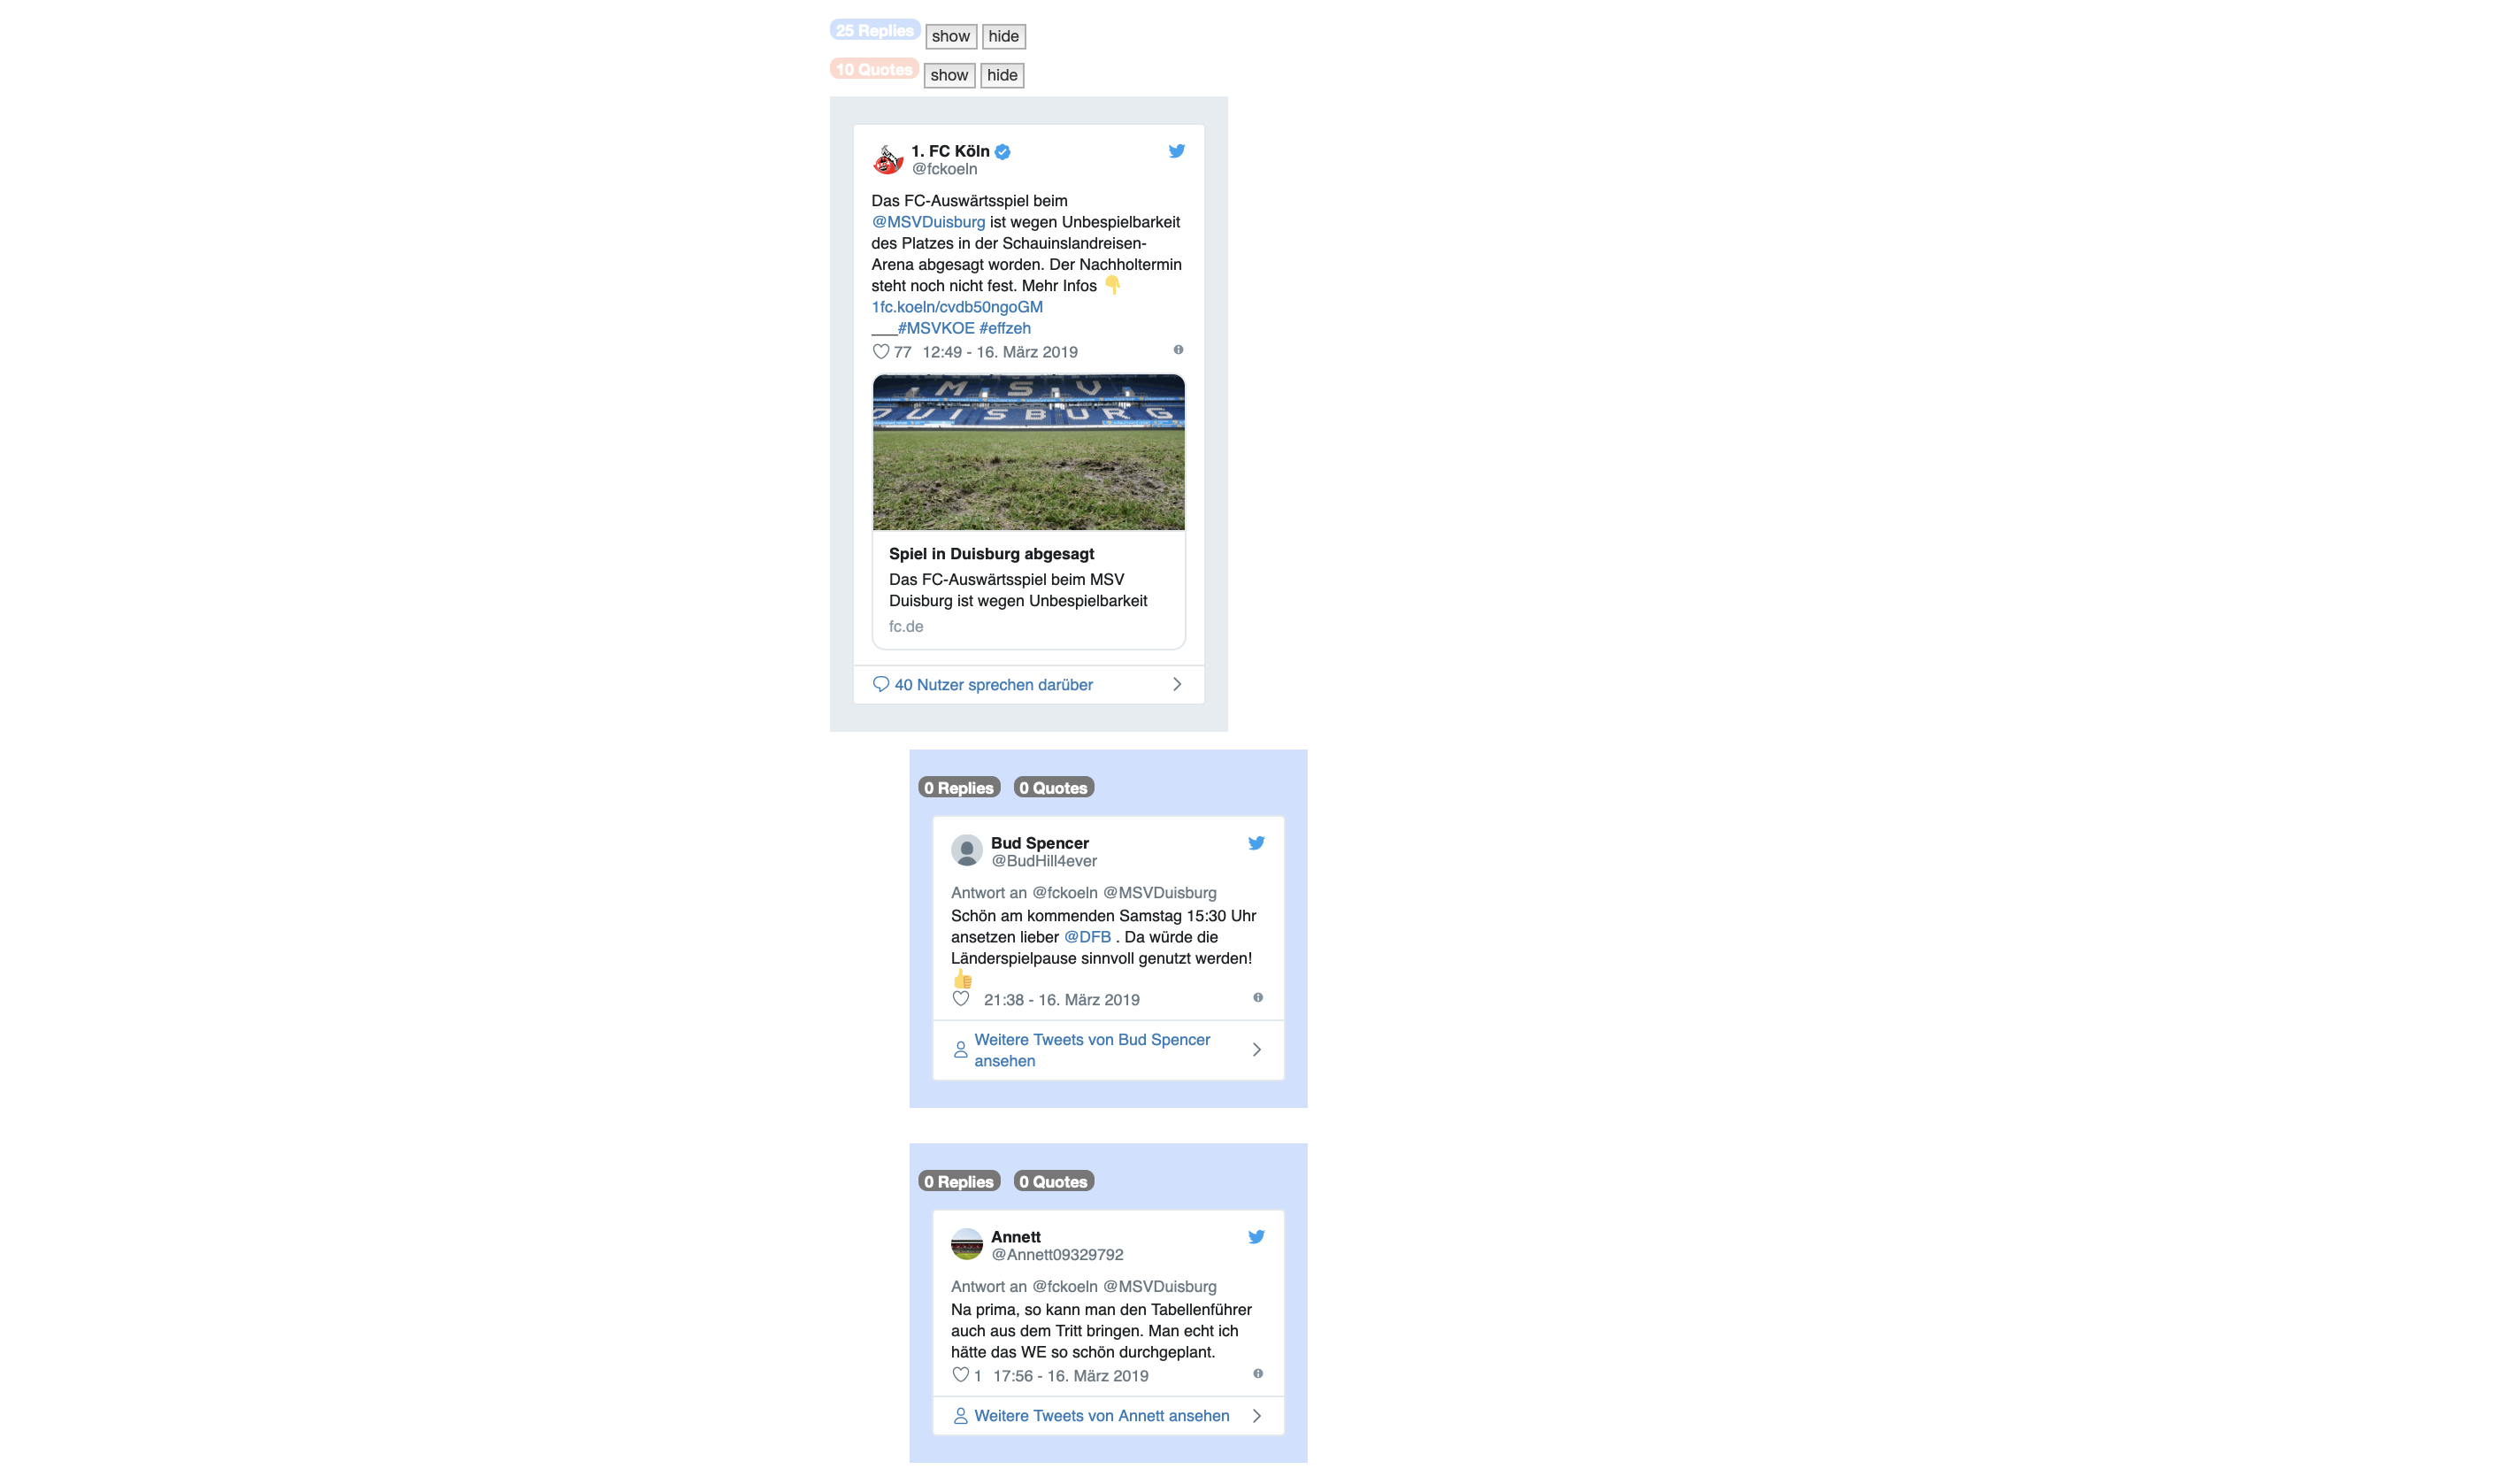 25 Replies show hide
10 Quotes show hide
1. FC Köln
@fckoeln
Das FC-Auswärtsspiel beim
@MSVDuisburg ist wegen Unbespielbarkeit
des Platzes in der Schauinslandreisen-
Arena abgesagt worden. Der Nachholtermin
steht noch nicht fest. Mehr Infos 👇
1fc.koeln/cvdb50ngoGM
___#MSVKOE #effzeh
77 12:49 - 16. März 2019
M S V
DUISBURG
Spiel in Duisburg abgesagt
Das FC-Auswärtsspiel beim MSV
Duisburg ist wegen Unbespielbarkeit
fc.de
40 Nutzer sprechen darüber
0 Replies 0 Quotes
Bud Spencer
@BudHill4ever
Antwort an @fckoeln @MSVDuisburg
Schön am kommenden Samstag 15:30 Uhr
ansetzen lieber @DFB . Da würde die
Länderspielpause sinnvoll genutzt werden!
👍
21:38 - 16. März 2019
Weitere Tweets von Bud Spencer
ansehen
0 Replies 0 Quotes
Annett
@Annett09329792
Antwort an @fckoeln @MSVDuisburg
Na prima, so kann man den Tabellenführer
auch aus dem Tritt bringen. Man echt ich
hätte das WE so schön durchgeplant.
1 17:56 - 16. März 2019
Weitere Tweets von Annett ansehen